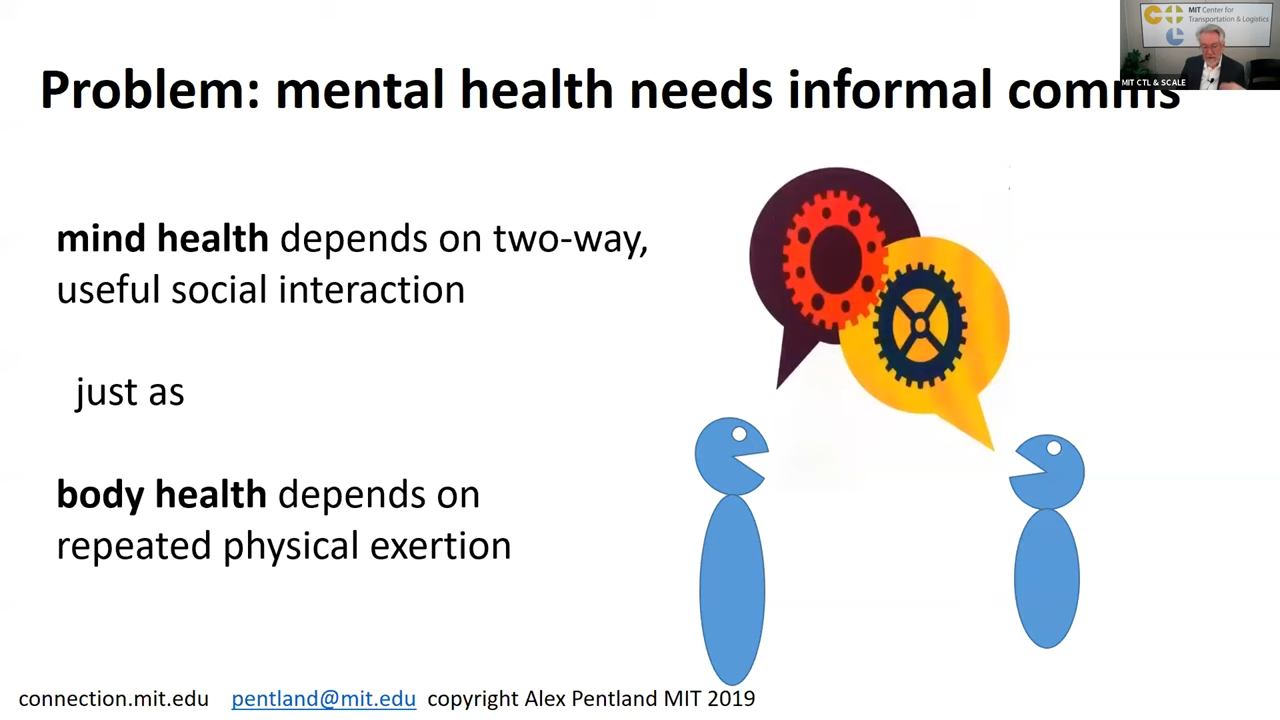 MIT Center for
Transportation & Logistics
MIT CTL & SCALE
Problem: mental health needs informal comms
mind health depends on two-way,
useful social interaction
just as
body health depends on
repeated physical exertion
connection.mit.edu pentland@mit.edu copyright Alex Pentland MIT 2019